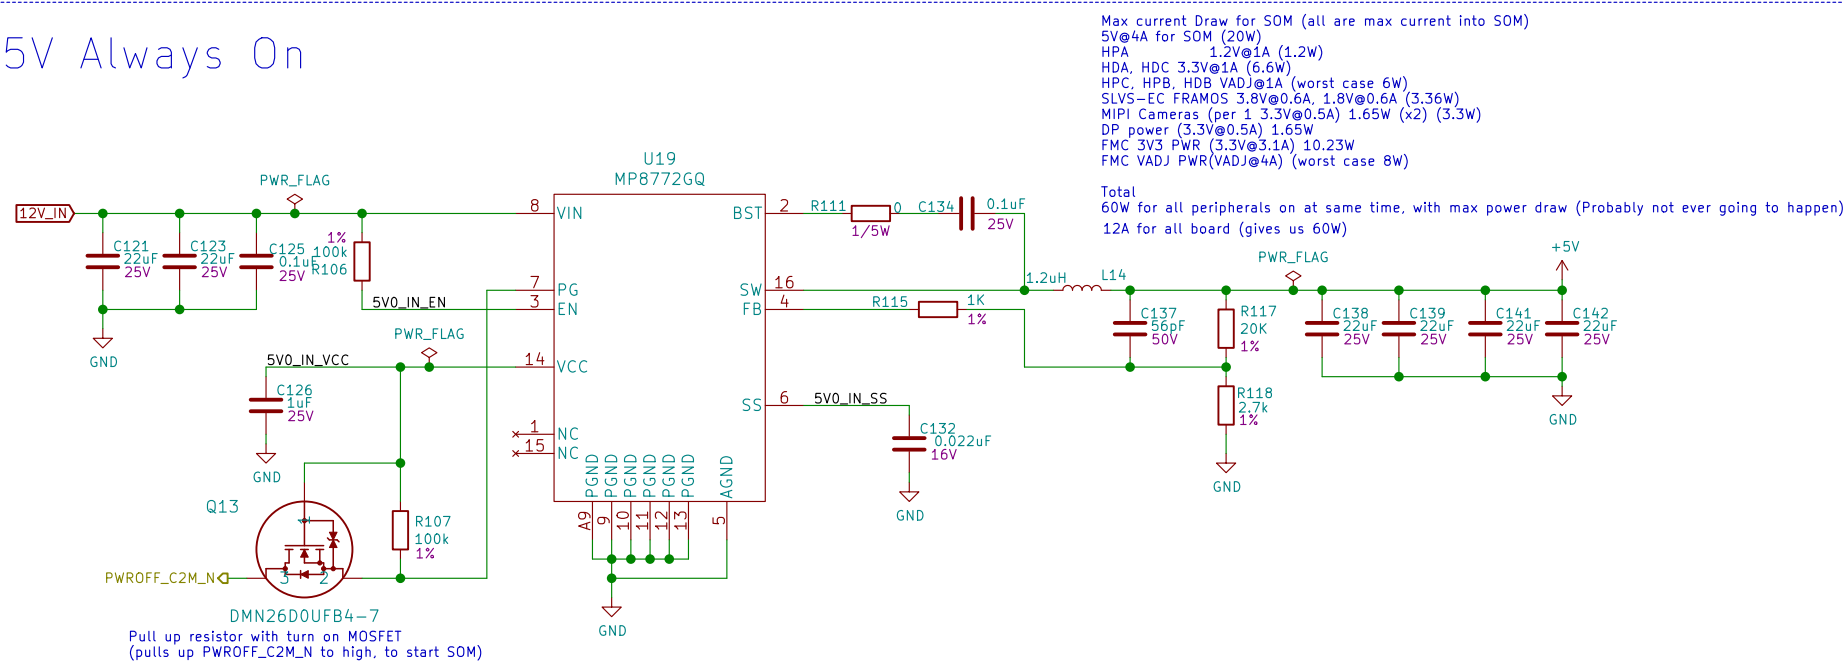 5V Always On
Max current Draw for SOM (all are max current into SOM)
5V@4A for SOM (20W)
HPA 1.2V@1A (1.2W)
HDA, HDC 3.3V@1A (6.6W)
HPC, HPB, HDB VADJ@1A (worst case 6W)
SLVS-EC FRAMOS 3.8V@0.6A, 1.8V@0.6A (3.36W)
MIPI Cameras (per 1 3.3V@0.5A) 1.65W (x2) (3.3W)
DP power (3.3V@0.5A) 1.65W
FMC 3V3 PWR (3.3V@3.1A) 10.23W
FMC VADJ PWR(VADJ@4A) (worst case 8W)
Total
60W for all peripherals on at same time, with max power draw (Probably not ever going to happen)
12A for all board (gives us 60W)
12V_IN
PWR_FLAG
C121
22uF
25V
C123
22uF
25V
C125
0.1uF
25V
1%
100k
R106
GND
5V0_IN_EN
PWR_FLAG
5V0_IN_VCC
C126
1uF
25V
GND
Q13
1
3
2
DMN26D0UFB4-7
PWROFF_C2M_N
R107
100k
1%
Pull up resistor with turn on MOSFET
(pulls up PWROFF_C2M_N to high, to start SOM)
U19
MP8772GQ
8
VIN
7
PG
3
EN
14
VCC
1
NC
15
NC
BST
2
SW
16
FB
4
SS
6
PGND
PGND
PGND
PGND
PGND
PGND
AGND
A9
9
10
11
12
13
5
GND
R111
0
1/5W
C134
0.1uF
25V
R115
1K
1%
5V0_IN_SS
C132
0.022uF
16V
GND
1.2uH
L14
C137
56pF
50V
R117
20K
1%
R118
2.7k
1%
GND
PWR_FLAG
+5V
C138
22uF
25V
C139
22uF
25V
C141
22uF
25V
C142
22uF
25V
GND